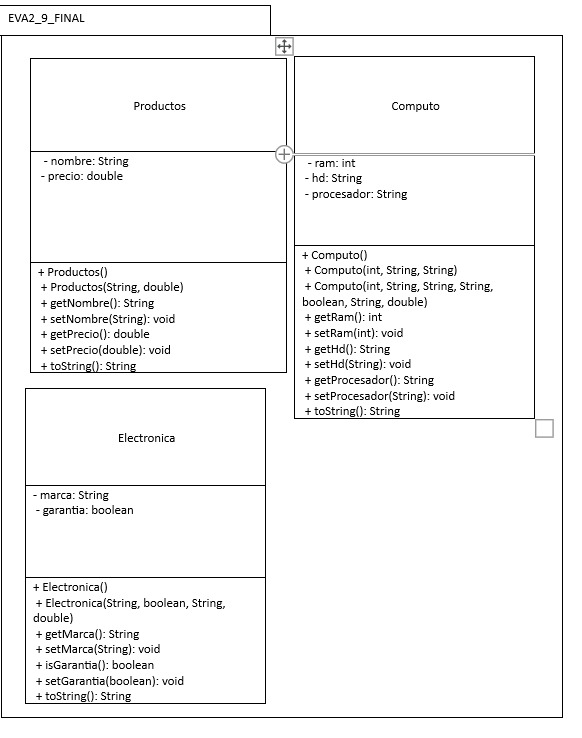 EVA2_9_FINAL
Productos
- nombre: String
- precio: double
+ Productos()
+ Productos(String, double)
+ getNombre(): String
+ setNombre(String): void
+ getPrecio(): double
+ setPrecio(double): void
+ toString(): String
Computo
- ram: int
- hd: String
- procesador: String
+ Computo()
+ Computo(int, String, String)
+ Computo(int, String, String, String,
boolean, String, double)
+ getRam(): int
+ setRam(int): void
+ getHd(): String
+ setHd(String): void
+ getProcesador(): String
+ setProcesador(String): void
+ toString(): String
Electronica
- marca: String
- garantia: boolean
+ Electronica()
+ Electronica(String, boolean, String,
double)
+ getMarca(): String
+ setMarca(String): void
+ isGarantia(): boolean
+ setGarantia(boolean): void
+ toString(): String